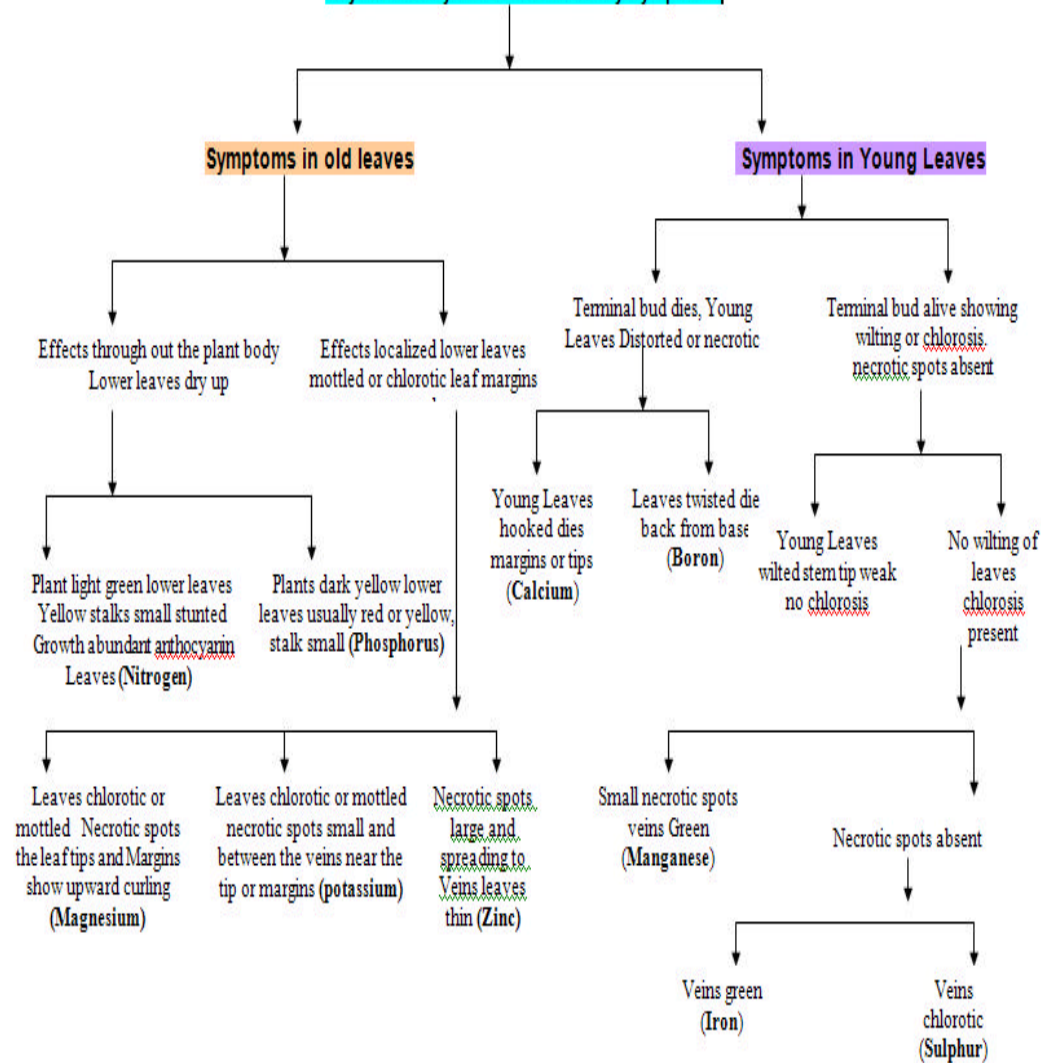 Symptoms in old leaves
Symptoms in Young Leaves
Effects through out the plant body
Lower leaves dry up
Effects localized lower leaves
mottled or chlorotic leaf margins
Terminal bud dies, Young
Leaves Distorted or necrotic
Terminal bud alive showing
wilting or chlorosis.
necrotic spots absent
Plant light green lower leaves
Yellow stalks small stunted
Growth abundant anthocyanin
Leaves (Nitrogen)
Plants dark yellow lower
leaves usually red or yellow,
stalk small (Phosphorus)
Young Leaves
hooked dies
margins or tips
(Calcium)
Leaves twisted die
back from base
(Boron)
Young Leaves
wilted stem tip weak
no chlorosis
No wilting of
leaves
chlorosis
present
Leaves chlorotic or
mottled Necrotic spots
the leaf tips and Margins
show upward curling
(Magnesium)
Leaves chlorotic or mottled
necrotic spots small and
between the veins near the
tip or margins (potassium)
Necrotic spots
large and
spreading to
Veins leaves
thin (Zinc)
Small necrotic spots
veins Green
(Manganese)
Necrotic spots absent
Veins green
(Iron)
Veins
chlorotic
(Sulphur)